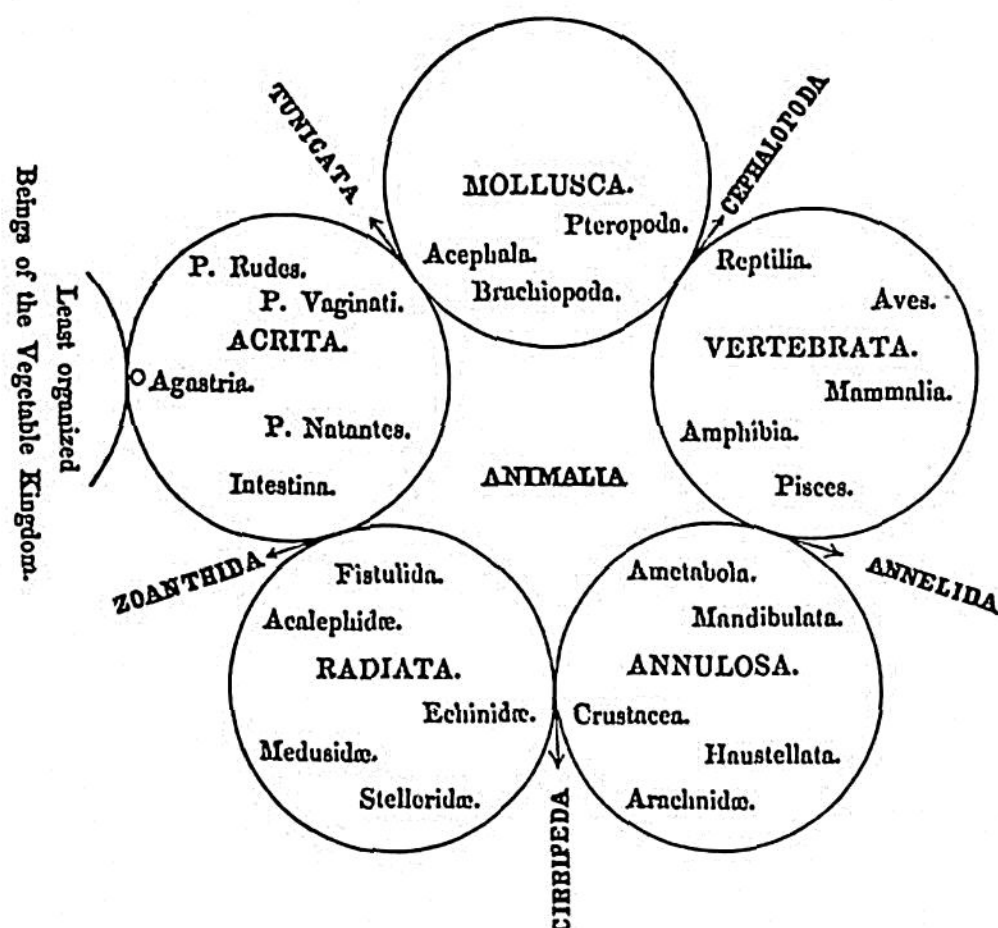 TUNICATA
CEPHALOPODA
MOLLUSCA.
Pteropoda.
Acephala.
Brachiopoda.
Beings of the Vegetable Kingdom.
Least organized
P. Rudes.
P. Vaginati.
ACRITA.
Agastria.
P. Natantes.
Intestina.
Reptilia.
Aves.
VERTEBRATA.
Mammalia.
Amphibia.
Pisces.
ANIMALIA
ZOANTHIDA
ANNELIDA
Fistulida.
Acalephidæ.
RADIATA.
Echinidæ.
Medusidæ.
Stelloridæ.
Ametabola.
Mandibulata.
ANNULOSA.
Crustacea.
Haustellata.
Arachnidæ.
CIRRIPEDA